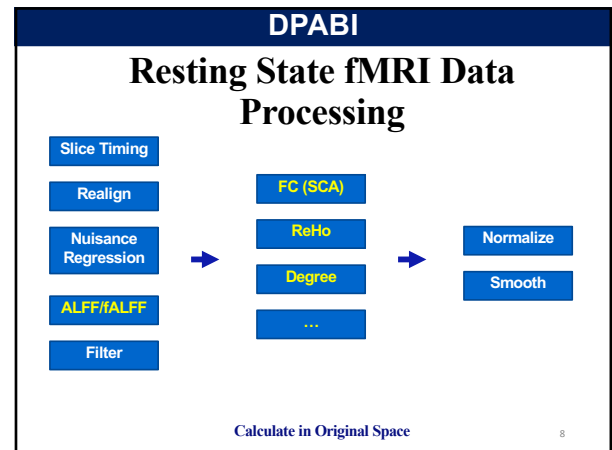 DPABI
Resting State fMRI Data
Processing
Slice Timing
Realign
Nuisance
Regression
ALFF/fALFF
Filter
FC (SCA)
ReHo
Degree
…
Normalize
Smooth
Calculate in Original Space
8